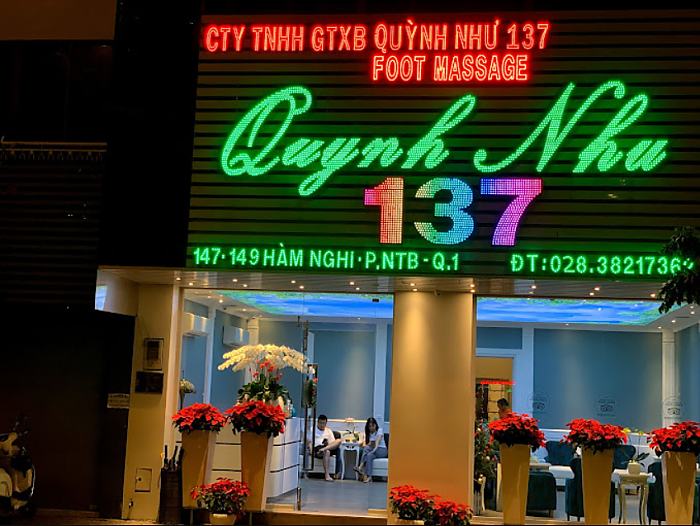 CTY TNHH GTXB QUỲNH NHƯ 137
FOOT MASSAGE
Quynh Nhu
137
147-149 HÀM NGHI - P.NTB - Q.1 ĐT:028.3821736